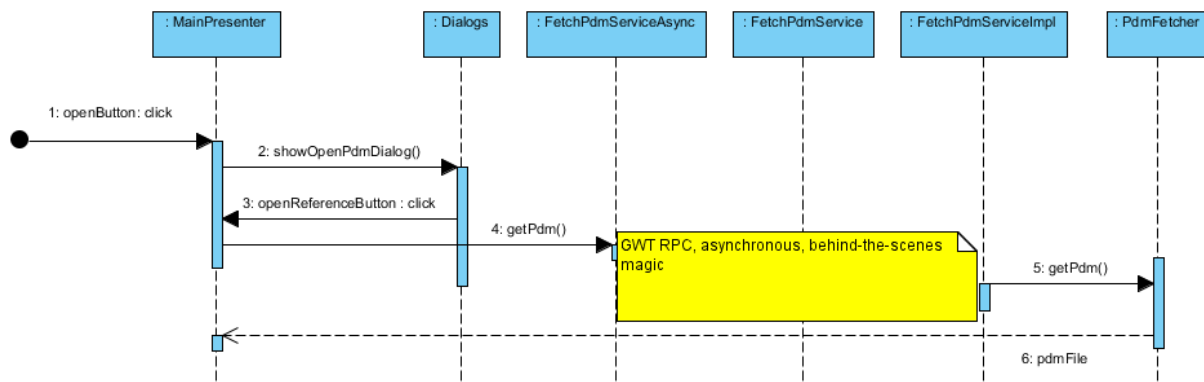 : MainPresenter
: Dialogs
: FetchPdmServiceAsync
: FetchPdmService
: FetchPdmServiceImpl
: PdmFetcher
1: openButton: click
2: showOpenPdmDialog()
3: openReferenceButton : click
4: getPdm()
GWT RPC, asynchronous, behind-the-scenes
magic
5: getPdm()
6: pdmFile